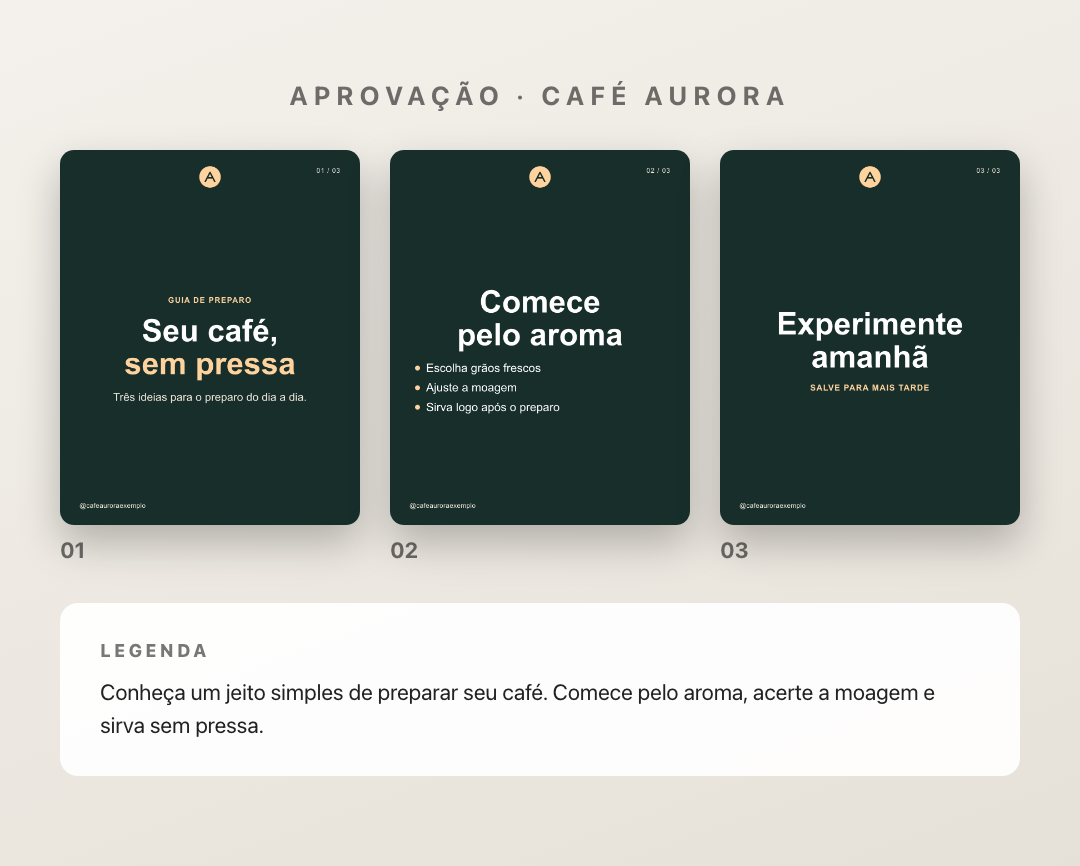 APROVAÇÃO · CAFÉ AURORA
A
01 / 03
GUIA DE PREPARO
Seu café,
sem pressa
Três ideias para o preparo do dia a dia.
@cafeauroraexemplo
01
A
02 / 03
Comece
pelo aroma
• Escolha grãos frescos
• Ajuste a moagem
• Sirva logo após o preparo
@cafeauroraexemplo
02
A
03 / 03
Experimente
amanhã
SALVE PARA MAIS TARDE
@cafeauroraexemplo
03
LEGENDA
Conheça um jeito simples de preparar seu café. Comece pelo aroma, acerte a moagem e
sirva sem pressa.